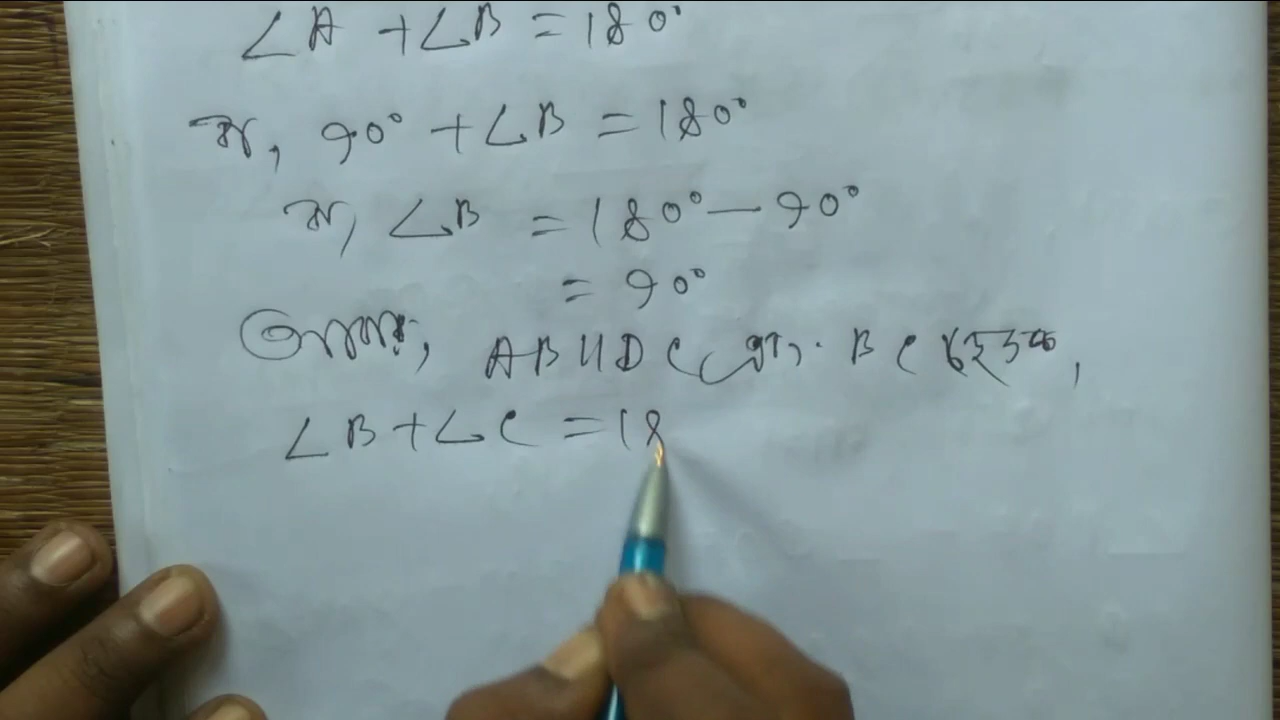 ∠A + ∠B = 180°
বা, 90° + ∠B = 180°
বা, ∠B = 180° — 90°
= 90°
আবার, AB || DC এবং BC ছেদক,
∠B + ∠C = 18